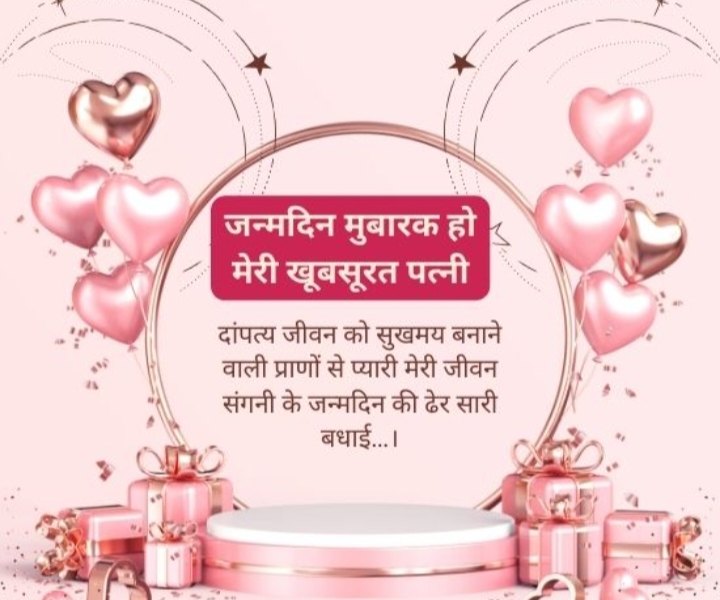 जन्मदिन मुबारक हो
मेरी खूबसूरत पत्नी
दांपत्य जीवन को सुखमय बनाने
वाली प्राणों से प्यारी मेरी जीवन
संगनी के जन्मदिन की ढेर सारी
बधाई...।